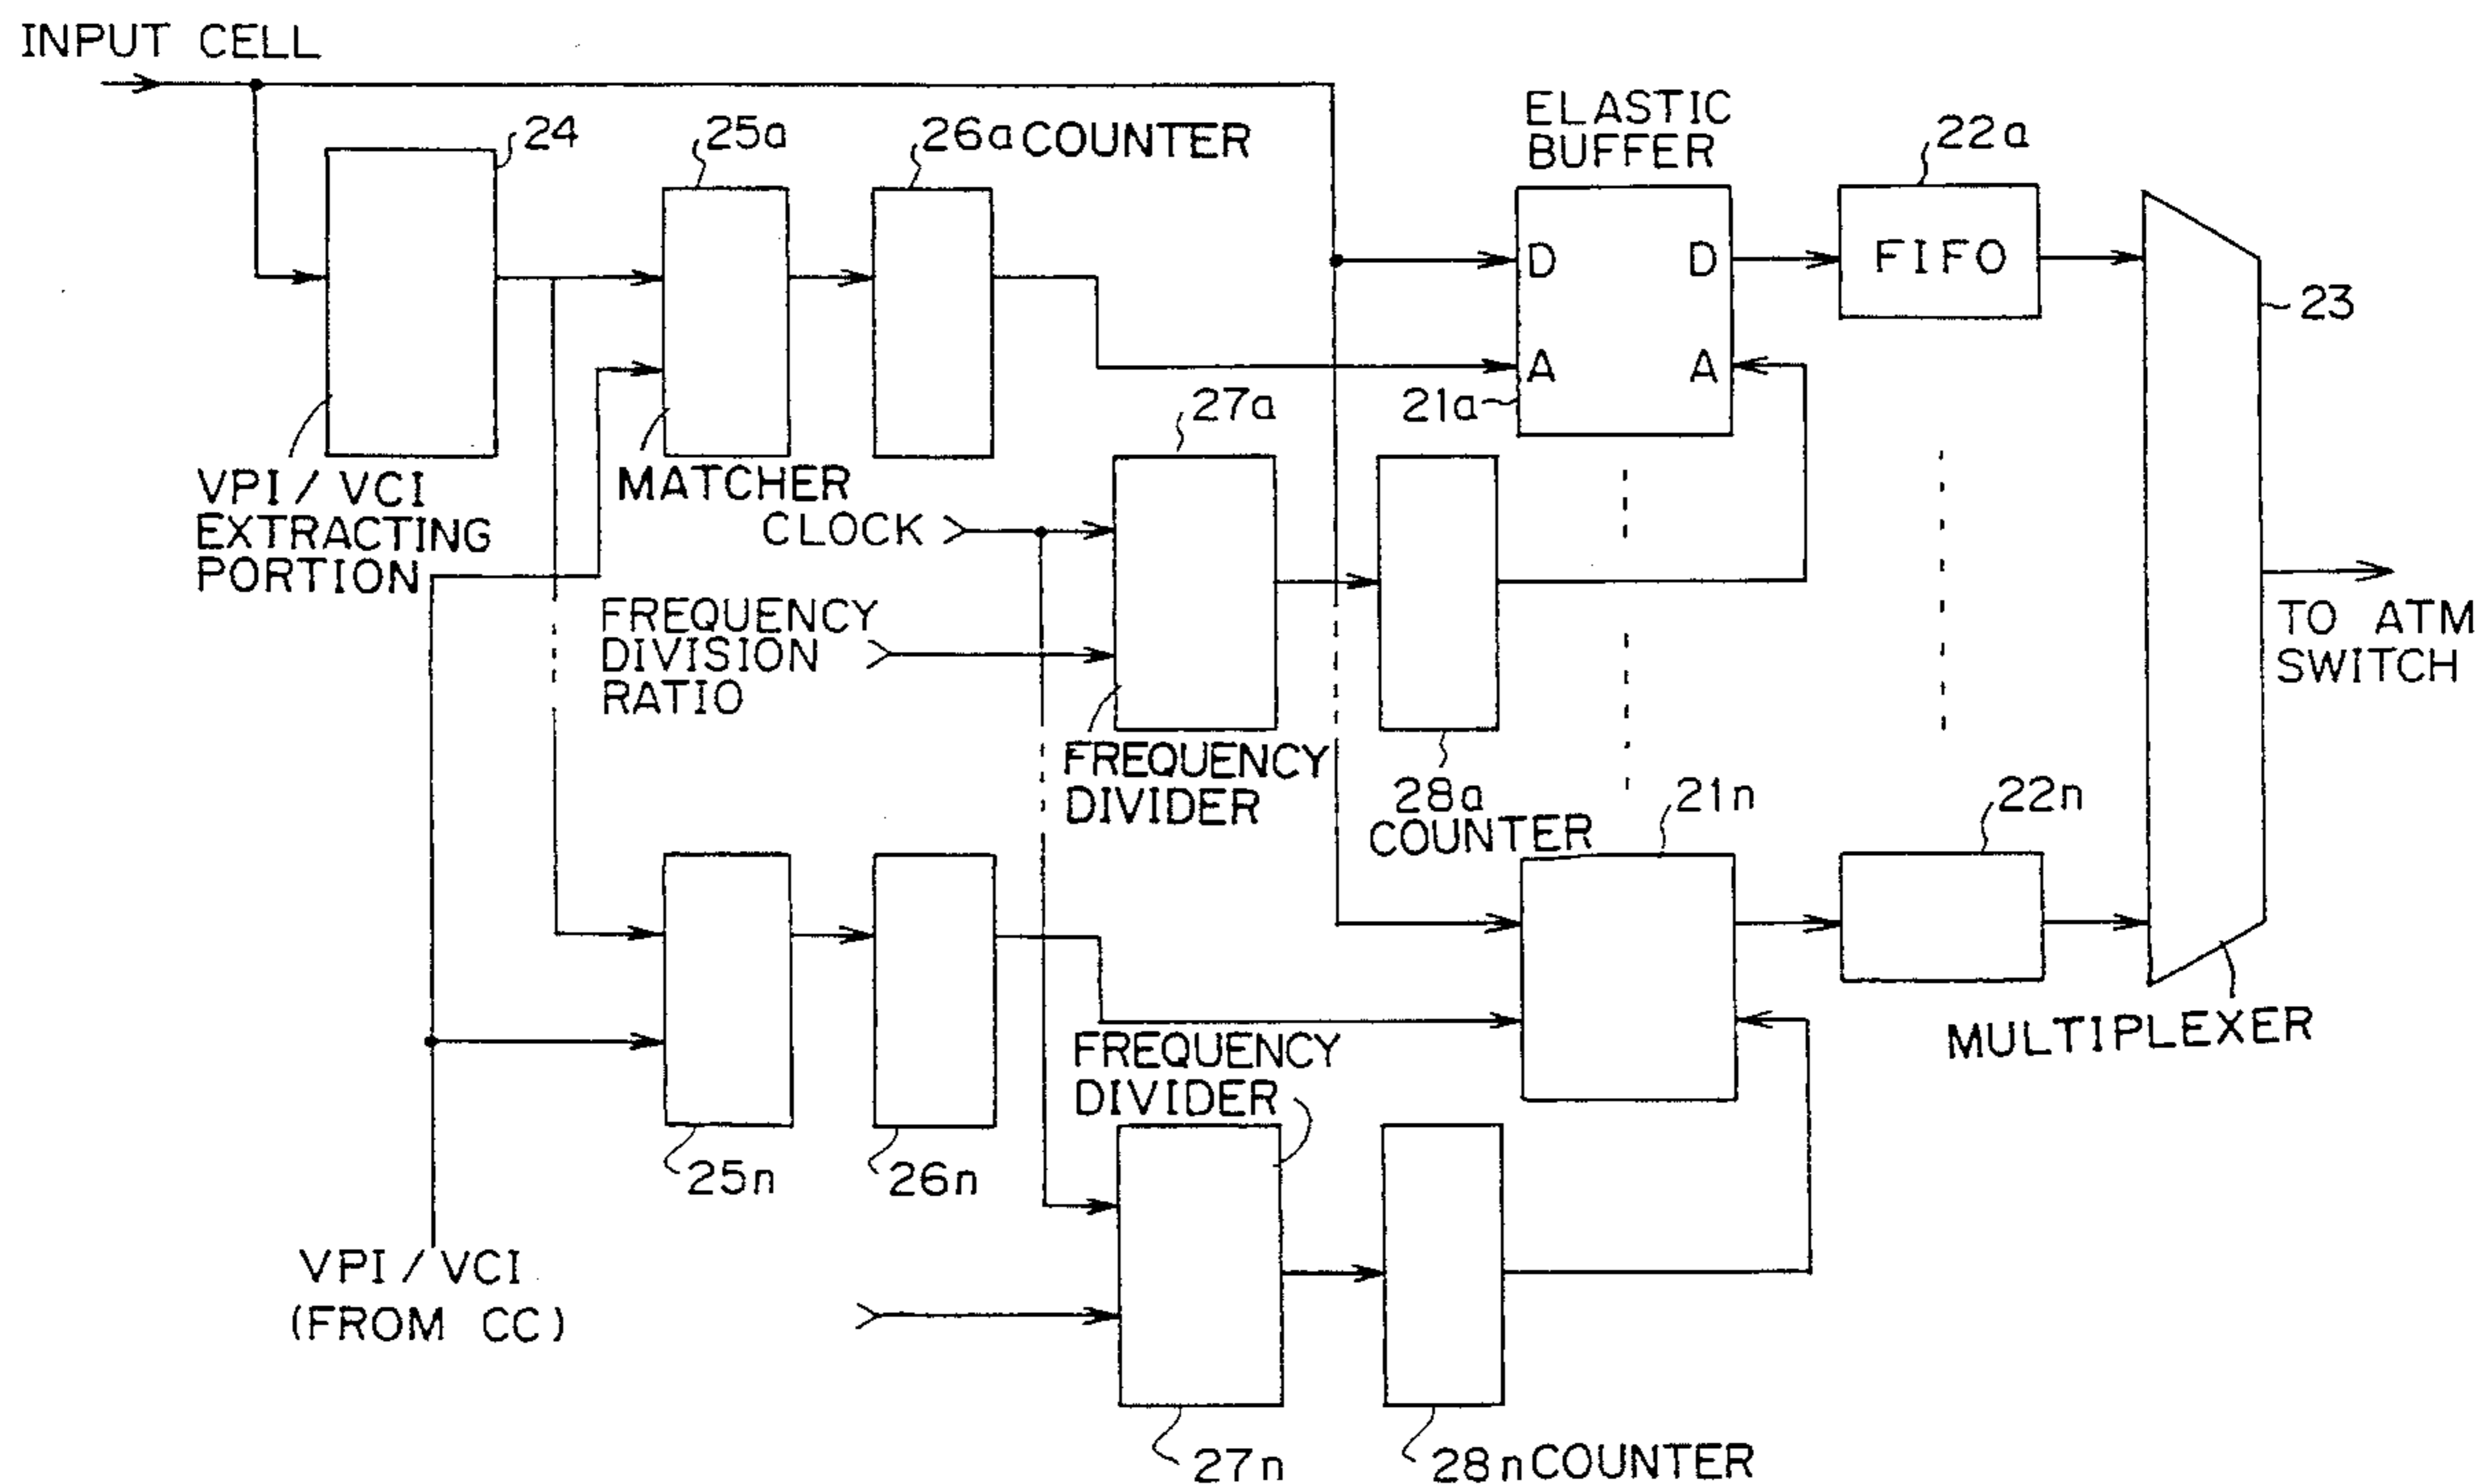 INPUT CELL
24
25a
26a COUNTER
ELASTIC
BUFFER
22a
D D
FIFO
23
A A
21a
27a
VPI / VCI
EXTRACTING
PORTION
MATCHER
CLOCK
FREQUENCY
DIVISION
RATIO
TO ATM
SWITCH
FREQUENCY
DIVIDER
28a
COUNTER
21n
22n
FREQUENCY
DIVIDER
MULTIPLEXER
25n
26n
VPI / VCI
(FROM CC)
27n
28n COUNTER